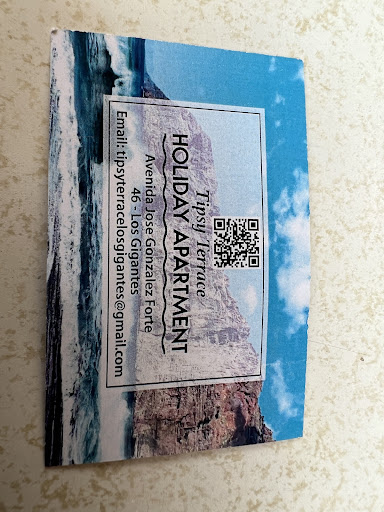 Tipsy Terrace
HOLIDAY APARTMENT
Avenida Jose Gonzalez Forte
46 - Los Gigantes
Email: tipsyterracelosgigantes@gmail.com